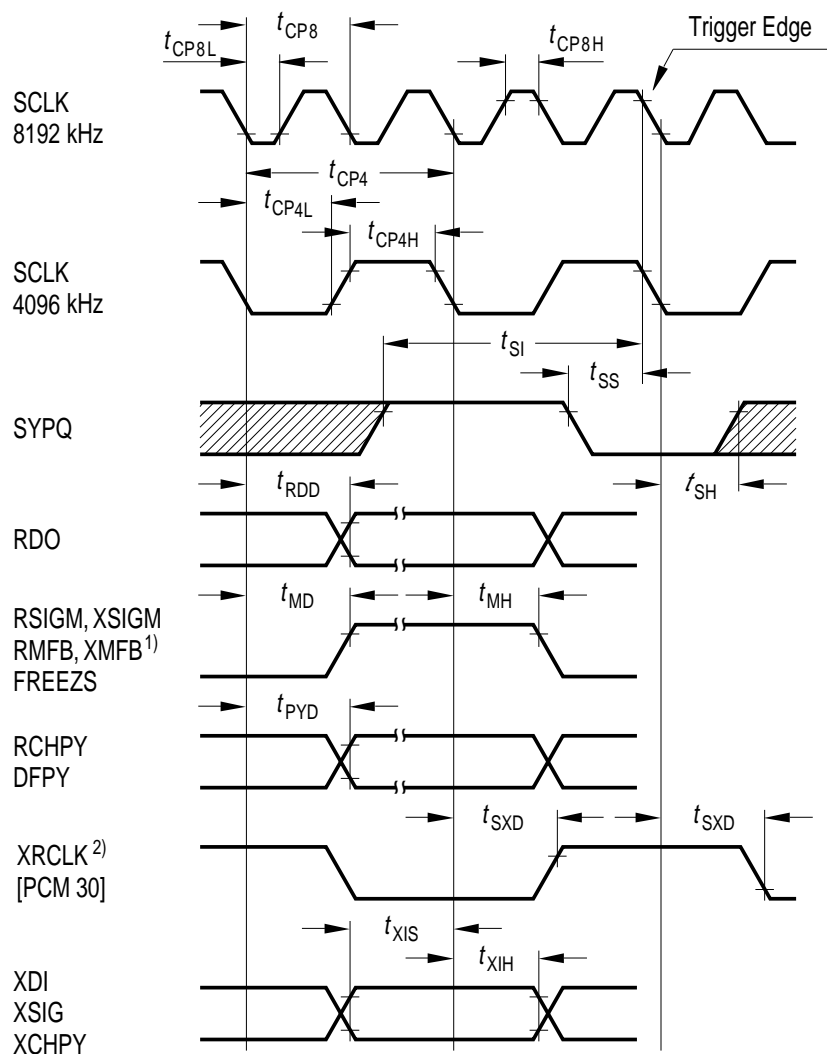 tCP8
tCP8L
tCP8H
Trigger Edge
SCLK
8192 kHz
tCP4
tCP4L
tCP4H
SCLK
4096 kHz
tSI
tSS
SYPQ
tRDD
tSH
RDO
tMD
tMH
RSIGM, XSIGM
RMFB, XMFB1)
FREEZS
tPYD
RCHPY
DFPY
tSXD
tSXD
XRCLK 2)
[PCM 30]
tXIS
tXIH
XDI
XSIG
XCHPY